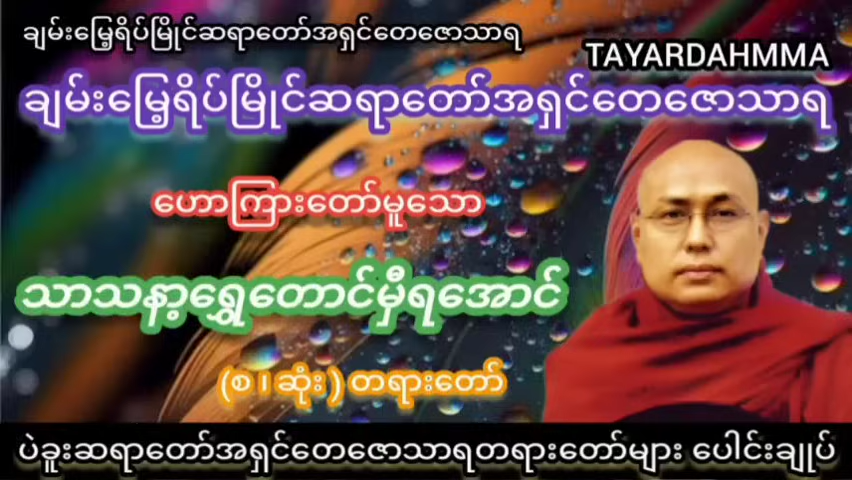 ချမ်းမြေ့ရိပ်မြိုင်ဆရာတော်အရှင်တေဇောသာရ
TAYARDAHMMA
ချမ်းမြေ့ရိပ်မြိုင်ဆရာတော်အရှင်တေဇောသာရ
ဟောကြားတော်မူသော
သာသနာ့ရွှေတောင်မှီရအောင်
(စ ၊ ဆုံး ) တရားတော်
ပဲခူးဆရာတော်အရှင်တေဇောသာရတရားတော်များ ပေါင်းချုပ်